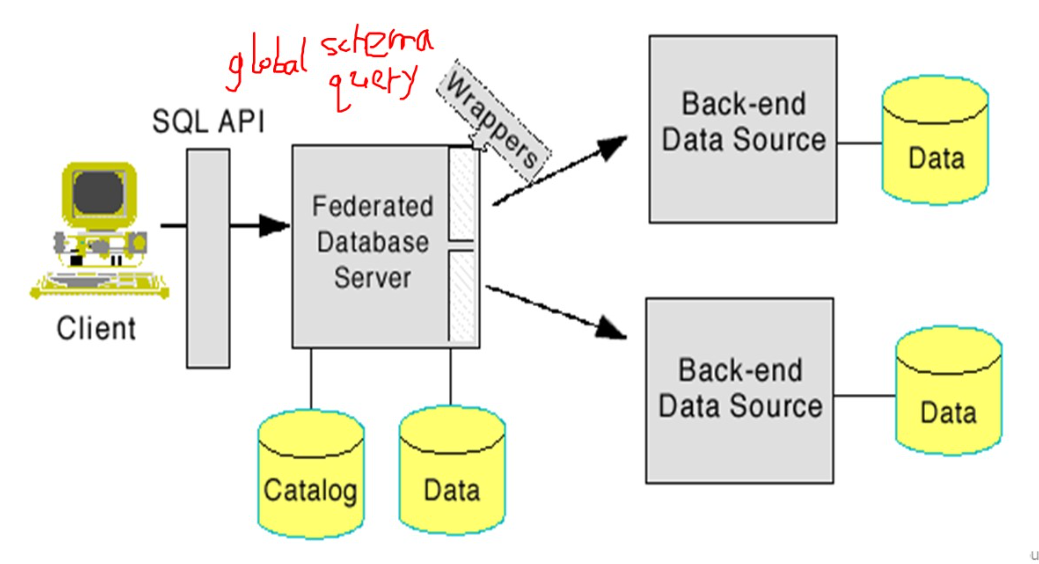 global schema
query
Wrappers
SQL API
Client
Federated
Database
Server
Catalog
Data
Back-end
Data Source
Data
Back-end
Data Source
Data
u